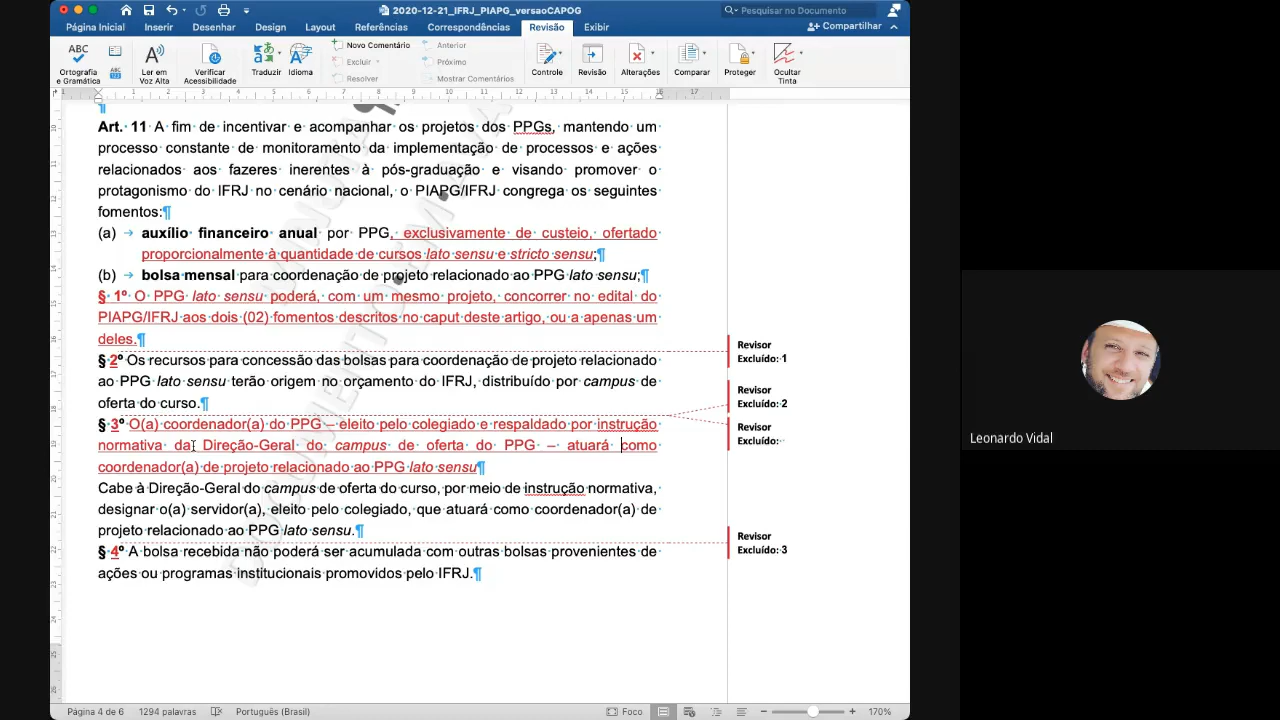 2020-12-21_IFRJ_PIAPG_versaoCAPOG
Pesquisar no Documento
Página Inicial Inserir Desenhar Design Layout Referências Correspondências Revisão Exibir Compartilhar
Ortografia e Gramática
Ler em Voz Alta
Verificar Acessibilidade
Traduzir
Idioma
Novo Comentário
Excluir
Resolver
Anterior
Próximo
Mostrar Comentários
Controle
Revisão
Alterações
Comparar
Proteger
Ocultar Tinta
Art. 11 A fim de incentivar e acompanhar os projetos dos PPGs, mantendo um
processo constante de monitoramento da implementação de processos e ações
relacionados aos fazeres inerentes à pós-graduação e visando promover o
protagonismo do IFRJ no cenário nacional, o PIAPG/IFRJ congrega os seguintes
fomentos:¶
(a) → auxílio financeiro anual por PPG, exclusivamente de custeio, ofertado
proporcionalmente à quantidade de cursos lato sensu e stricto sensu;¶
(b) → bolsa mensal para coordenação de projeto relacionado ao PPG lato sensu;¶
§ 1º O PPG lato sensu poderá, com um mesmo projeto, concorrer no edital do
PIAPG/IFRJ aos dois (02) fomentos descritos no caput deste artigo, ou a apenas um
deles.¶
§ 2º Os recursos para concessão das bolsas para coordenação de projeto relacionado
ao PPG lato sensu terão origem no orçamento do IFRJ, distribuído por campus de
oferta do curso.¶
§ 3º O(a) coordenador(a) do PPG – eleito pelo colegiado e respaldado por instrução
normativa da Direção-Geral do campus de oferta do PPG – atuará como
coordenador(a) de projeto relacionado ao PPG lato sensu¶
Cabe à Direção-Geral do campus de oferta do curso, por meio de instrução normativa,
designar o(a) servidor(a), eleito pelo colegiado, que atuará como coordenador(a) de
projeto relacionado ao PPG lato sensu.¶
§ 4º A bolsa recebida não poderá ser acumulada com outras bolsas provenientes de
ações ou programas institucionais promovidos pelo IFRJ.¶
Revisor
Excluído: 1
Revisor
Excluído: 2
Revisor
Excluído:
Revisor
Excluído: 3
Leonardo Vidal
Página 4 de 6 1294 palavras Português (Brasil) Foco 170%